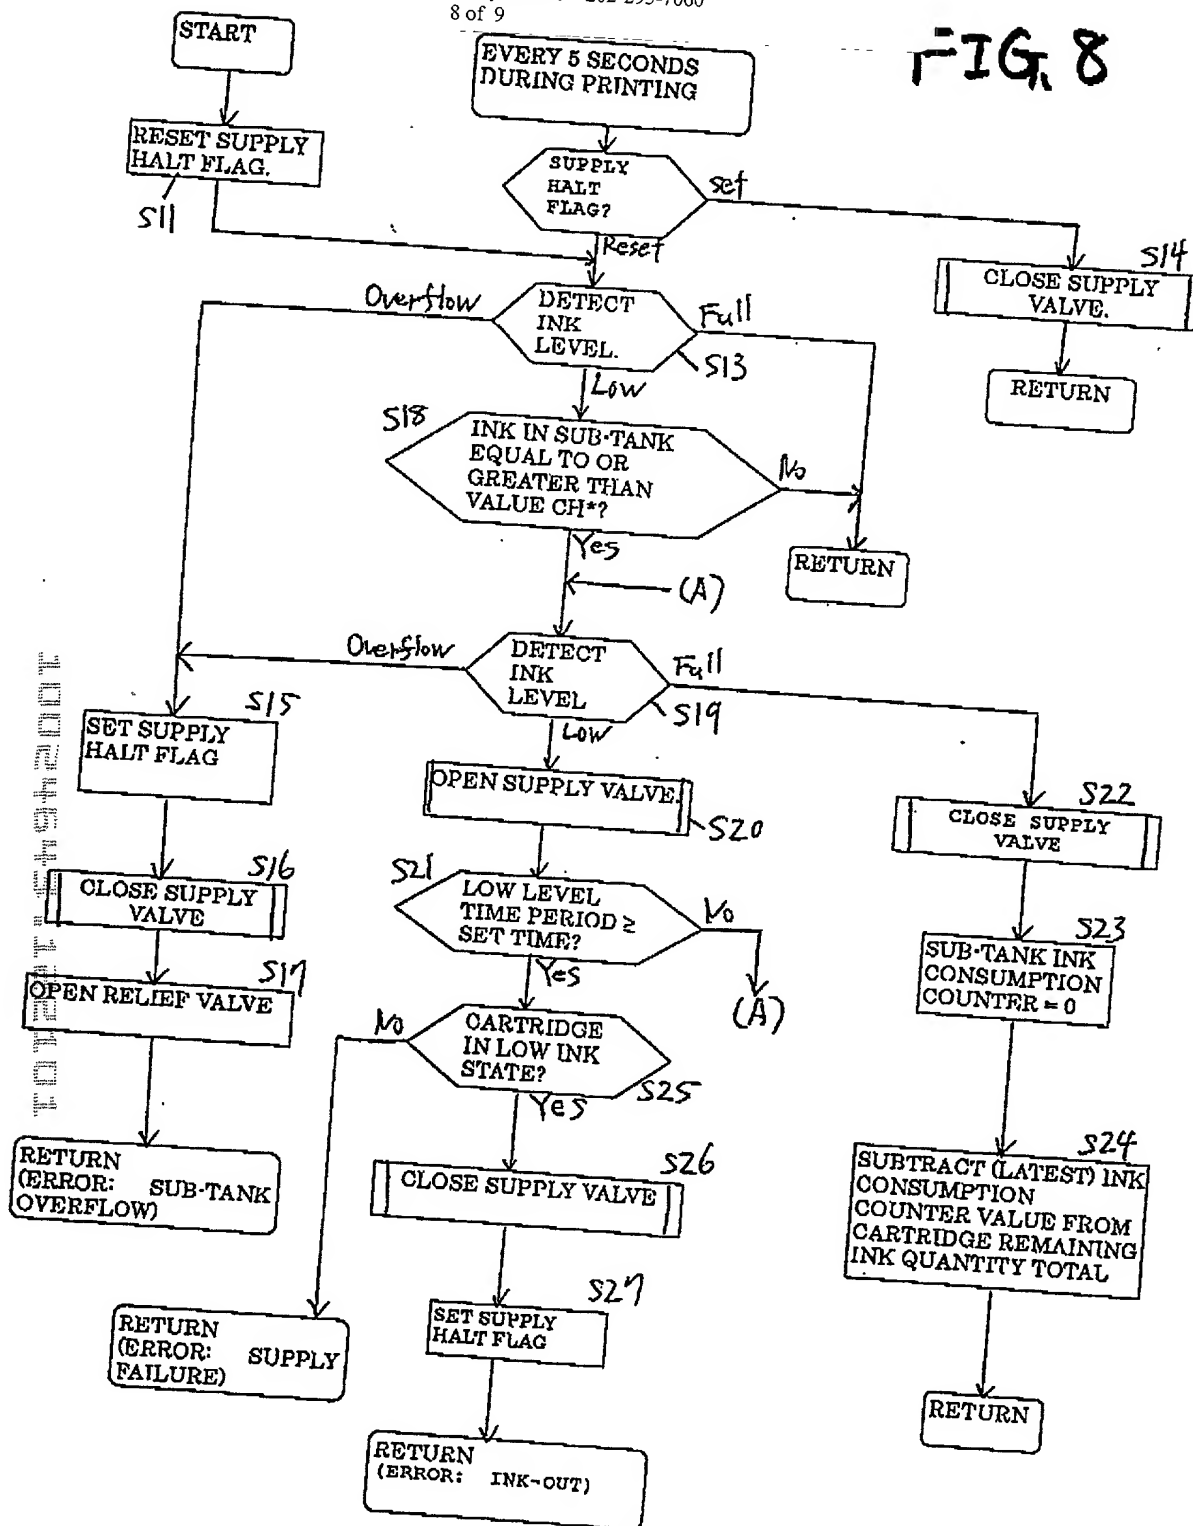 8 of 9
FIG. 8
START
EVERY 5 SECONDS
DURING PRINTING
RESET SUPPLY
HALT FLAG.
S11
SUPPLY
HALT
FLAG?
set
Reset
S14
CLOSE SUPPLY
VALVE.
RETURN
Overflow
DETECT
INK
LEVEL.
Full
S13
Low
S18
INK IN SUB-TANK
EQUAL TO OR
GREATER THAN
VALUE CH*?
No
Yes
RETURN
(A)
Overflow
DETECT
INK
LEVEL
Full
S19
Low
S15
SET SUPPLY
HALT FLAG
OPEN SUPPLY VALVE.
S20
S22
CLOSE SUPPLY
VALVE
S16
CLOSE SUPPLY
VALVE
S21
LOW LEVEL
TIME PERIOD ≥
SET TIME?
No
Yes
(A)
S23
SUB-TANK INK
CONSUMPTION
COUNTER = 0
S17
OPEN RELIEF VALVE
No
CARTRIDGE
IN LOW INK
STATE?
S25
Yes
RETURN
(ERROR: SUB-TANK
OVERFLOW)
S26
CLOSE SUPPLY VALVE
S24
SUBTRACT (LATEST) INK
CONSUMPTION
COUNTER VALUE FROM
CARTRIDGE REMAINING
INK QUANTITY TOTAL
S27
SET SUPPLY
HALT FLAG
RETURN
(ERROR: SUPPLY
FAILURE)
RETURN
RETURN
(ERROR: INK-OUT)